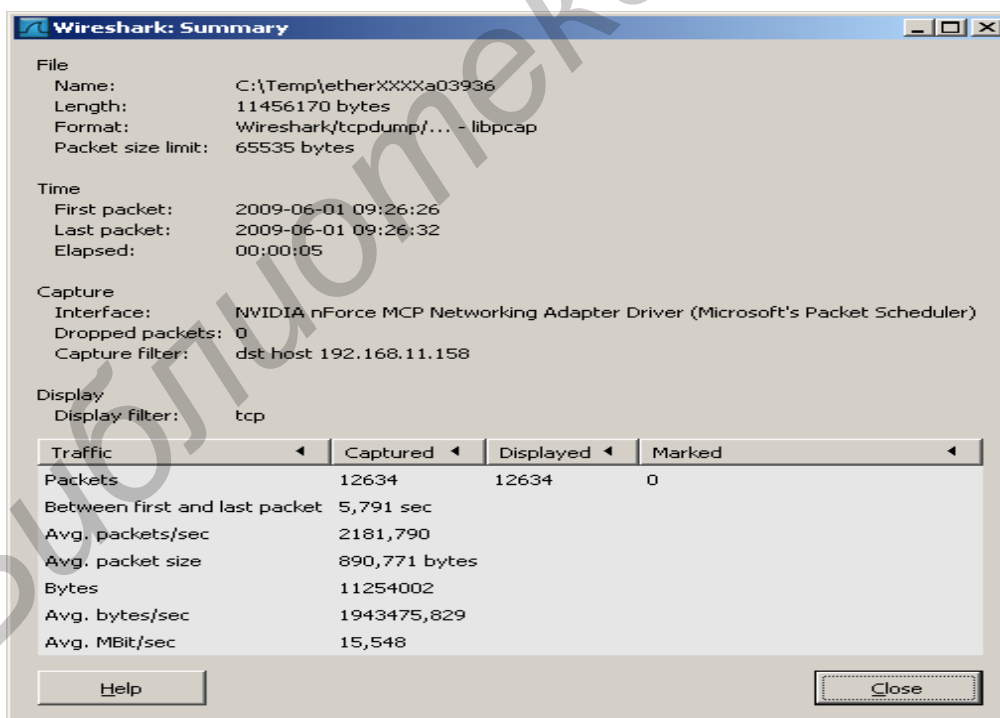 Wireshark: Summary
File
Name: C:\Temp\etherXXXXa03936
Length: 11456170 bytes
Format: Wireshark/tcpdump/... - libpcap
Packet size limit: 65535 bytes
Time
First packet: 2009-06-01 09:26:26
Last packet: 2009-06-01 09:26:32
Elapsed: 00:00:05
Capture
Interface: NVIDIA nForce MCP Networking Adapter Driver (Microsoft's Packet Scheduler)
Dropped packets: 0
Capture filter: dst host 192.168.11.158
Display
Display filter: tcp
Traffic Captured Displayed Marked
Packets 12634 12634 0
Between first and last packet 5,791 sec
Avg. packets/sec 2181,790
Avg. packet size 890,771 bytes
Bytes 11254002
Avg. bytes/sec 1943475,829
Avg. MBit/sec 15,548
Help Close
Библиотек